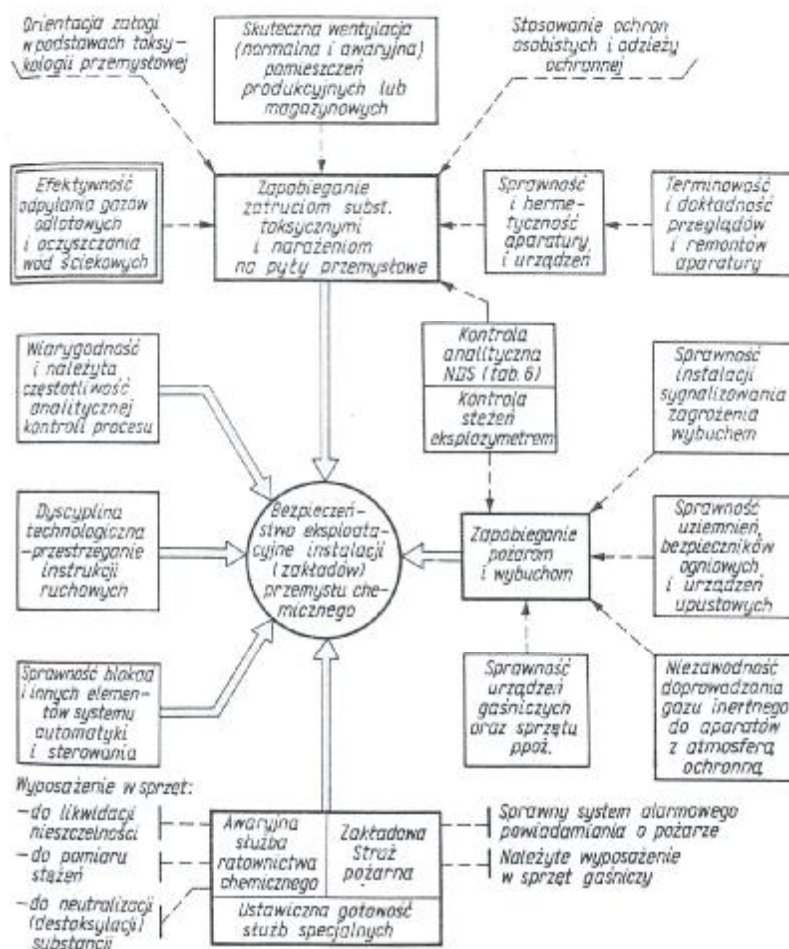 Orientacja załogi
w podstawach toksy-
kologii przemysłowej
Skuteczna wentylacja
(normalna i awaryjna)
pomieszczeń
produkcyjnych lub
magazynowych
Stosowanie ochron
osobistych i odzieży
ochronnej
Efektywność
odpylania gazów
odlotowych
i oczyszczania
wód ściekowych
Zapobieganie
zatruciom subst.
toksycznymi
i narażeniom
na pyły przemysłowe
Sprawność
i herme-
tyczność
aparatury
i urządzeń
Terminowość
i dokładność
przeglądów
i remontów
aparatury
Wiarygodność
i należyta
częstotliwość
analitycznej
kontroli procesu
Kontrola
analityczna
NDS (tab. 6)
Kontrola
stężeń
eksplozymetrem
Sprawność
instalacji
sygnalizowania
zagrożenia
wybuchem
Dyscyplina
technologiczna
-przestrzeganie
instrukcji
ruchowych
Bezpieczeń-
stwo eksploata-
cyjne instalacji
(zakładów)
przemysłu che-
micznego
Zapobieganie
pożarom
i wybuchom
Sprawność
uziemnień,
bezpieczników
ogniowych
i urządzeń
upustowych
Sprawność blokad
i innych elemen-
tów systemu
automatyki
i sterowania
Sprawność
urządzeń
gaśniczych
oraz sprzętu
ppoż.
Niezawodność
doprowadzania
gazu inertnego
do aparatów
z atmosferą
ochronną
Wyposażenie w sprzęt:
-do likwidacji
nieszczelności
-do pomiaru
stężeń
-do neutralizacji
(destoksylacji)
substancji
Awaryjna
służba
ratownictwa
chemicznego
Zakładowa
Straż
pożarna
Ustawiczna gotowość
służb specjalnych
Sprawny system alarmowego
powiadamiania o pożarze
Należyte wyposażenie
w sprzęt gaśniczy